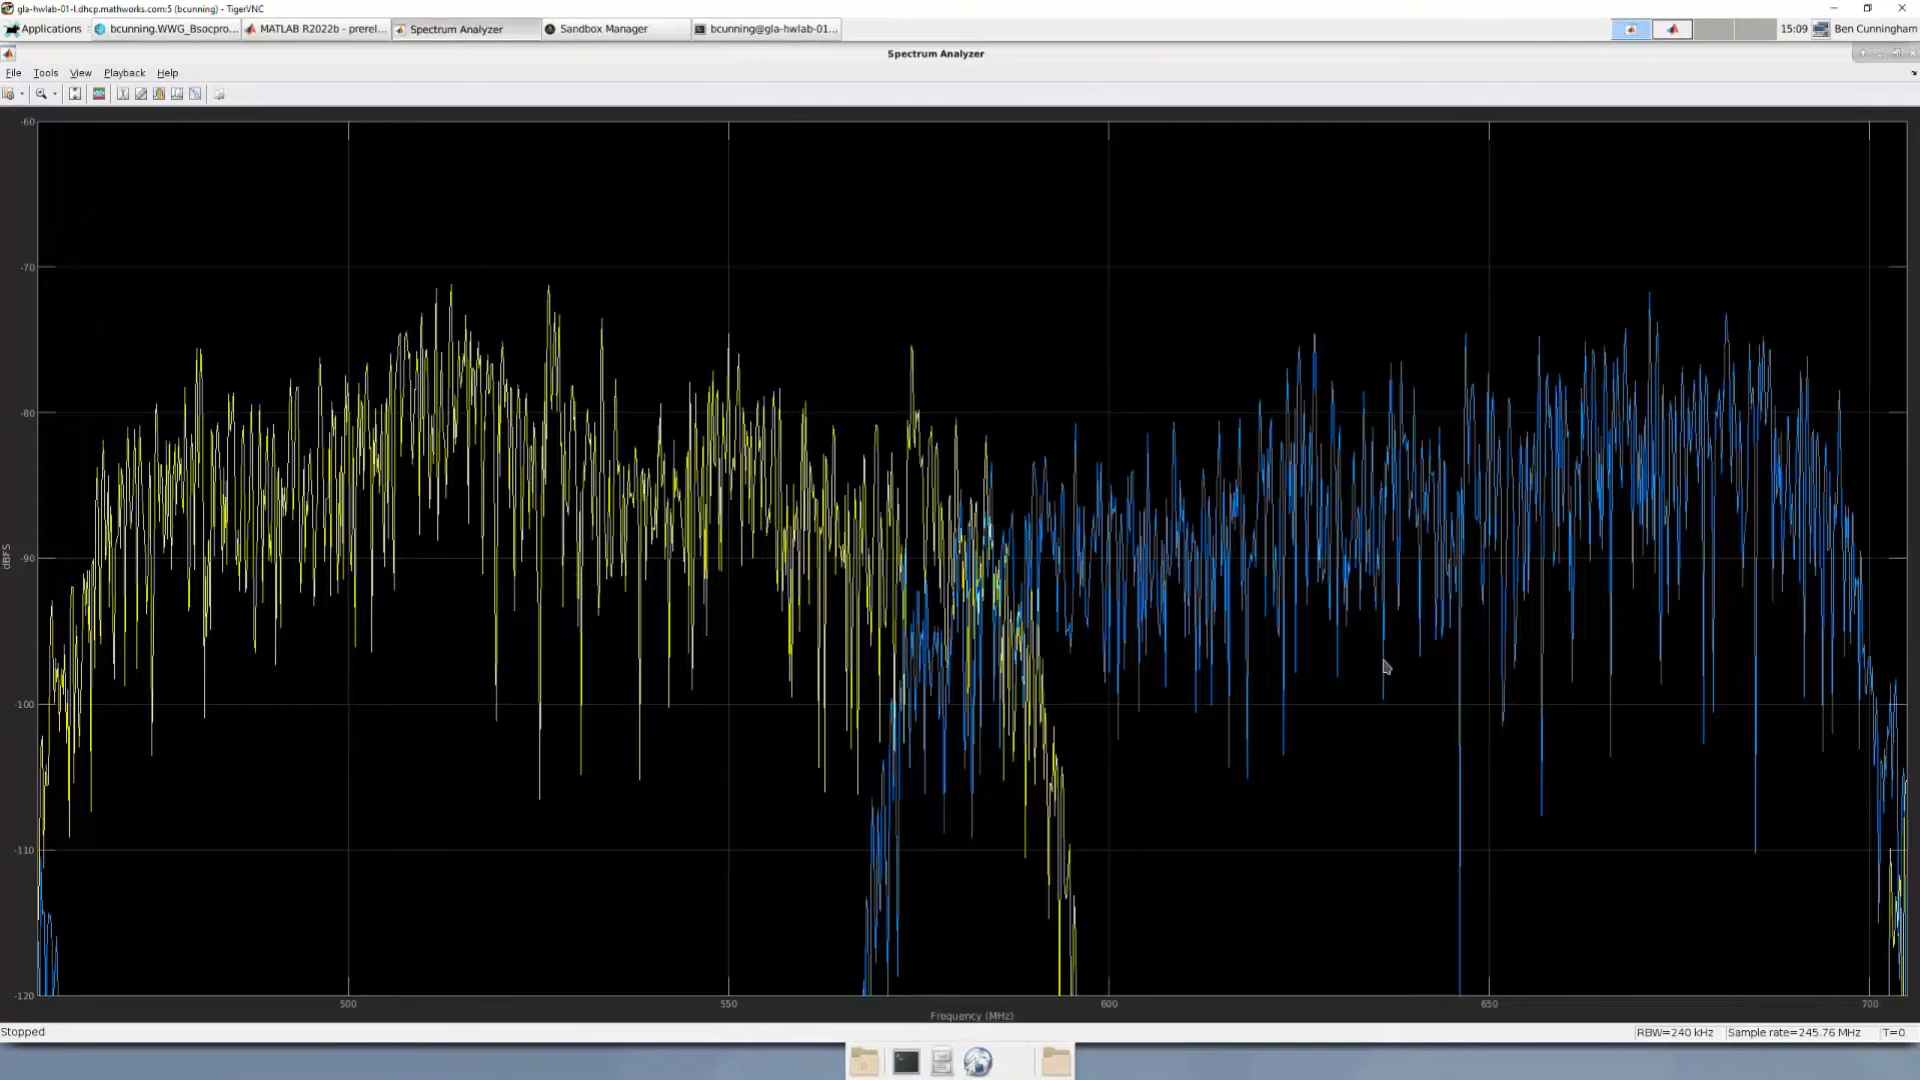 gla-hwlab-01-l.dhcp.mathworks.com:5 (bcunning) - TigerVNC
Applications bcunning.WWG_Bsocpro... MATLAB R2022b - prerel... Spectrum Analyzer Sandbox Manager bcunning@gla-hwlab-01... 15:09 Ben Cunningham
Spectrum Analyzer
File Tools View Playback Help
-60
-70
-80
-90
-100
-110
-120
dBFS
500 550 600 650 700
Frequency (MHz)
Stopped RBW=240 kHz Sample rate=245.76 MHz T=0